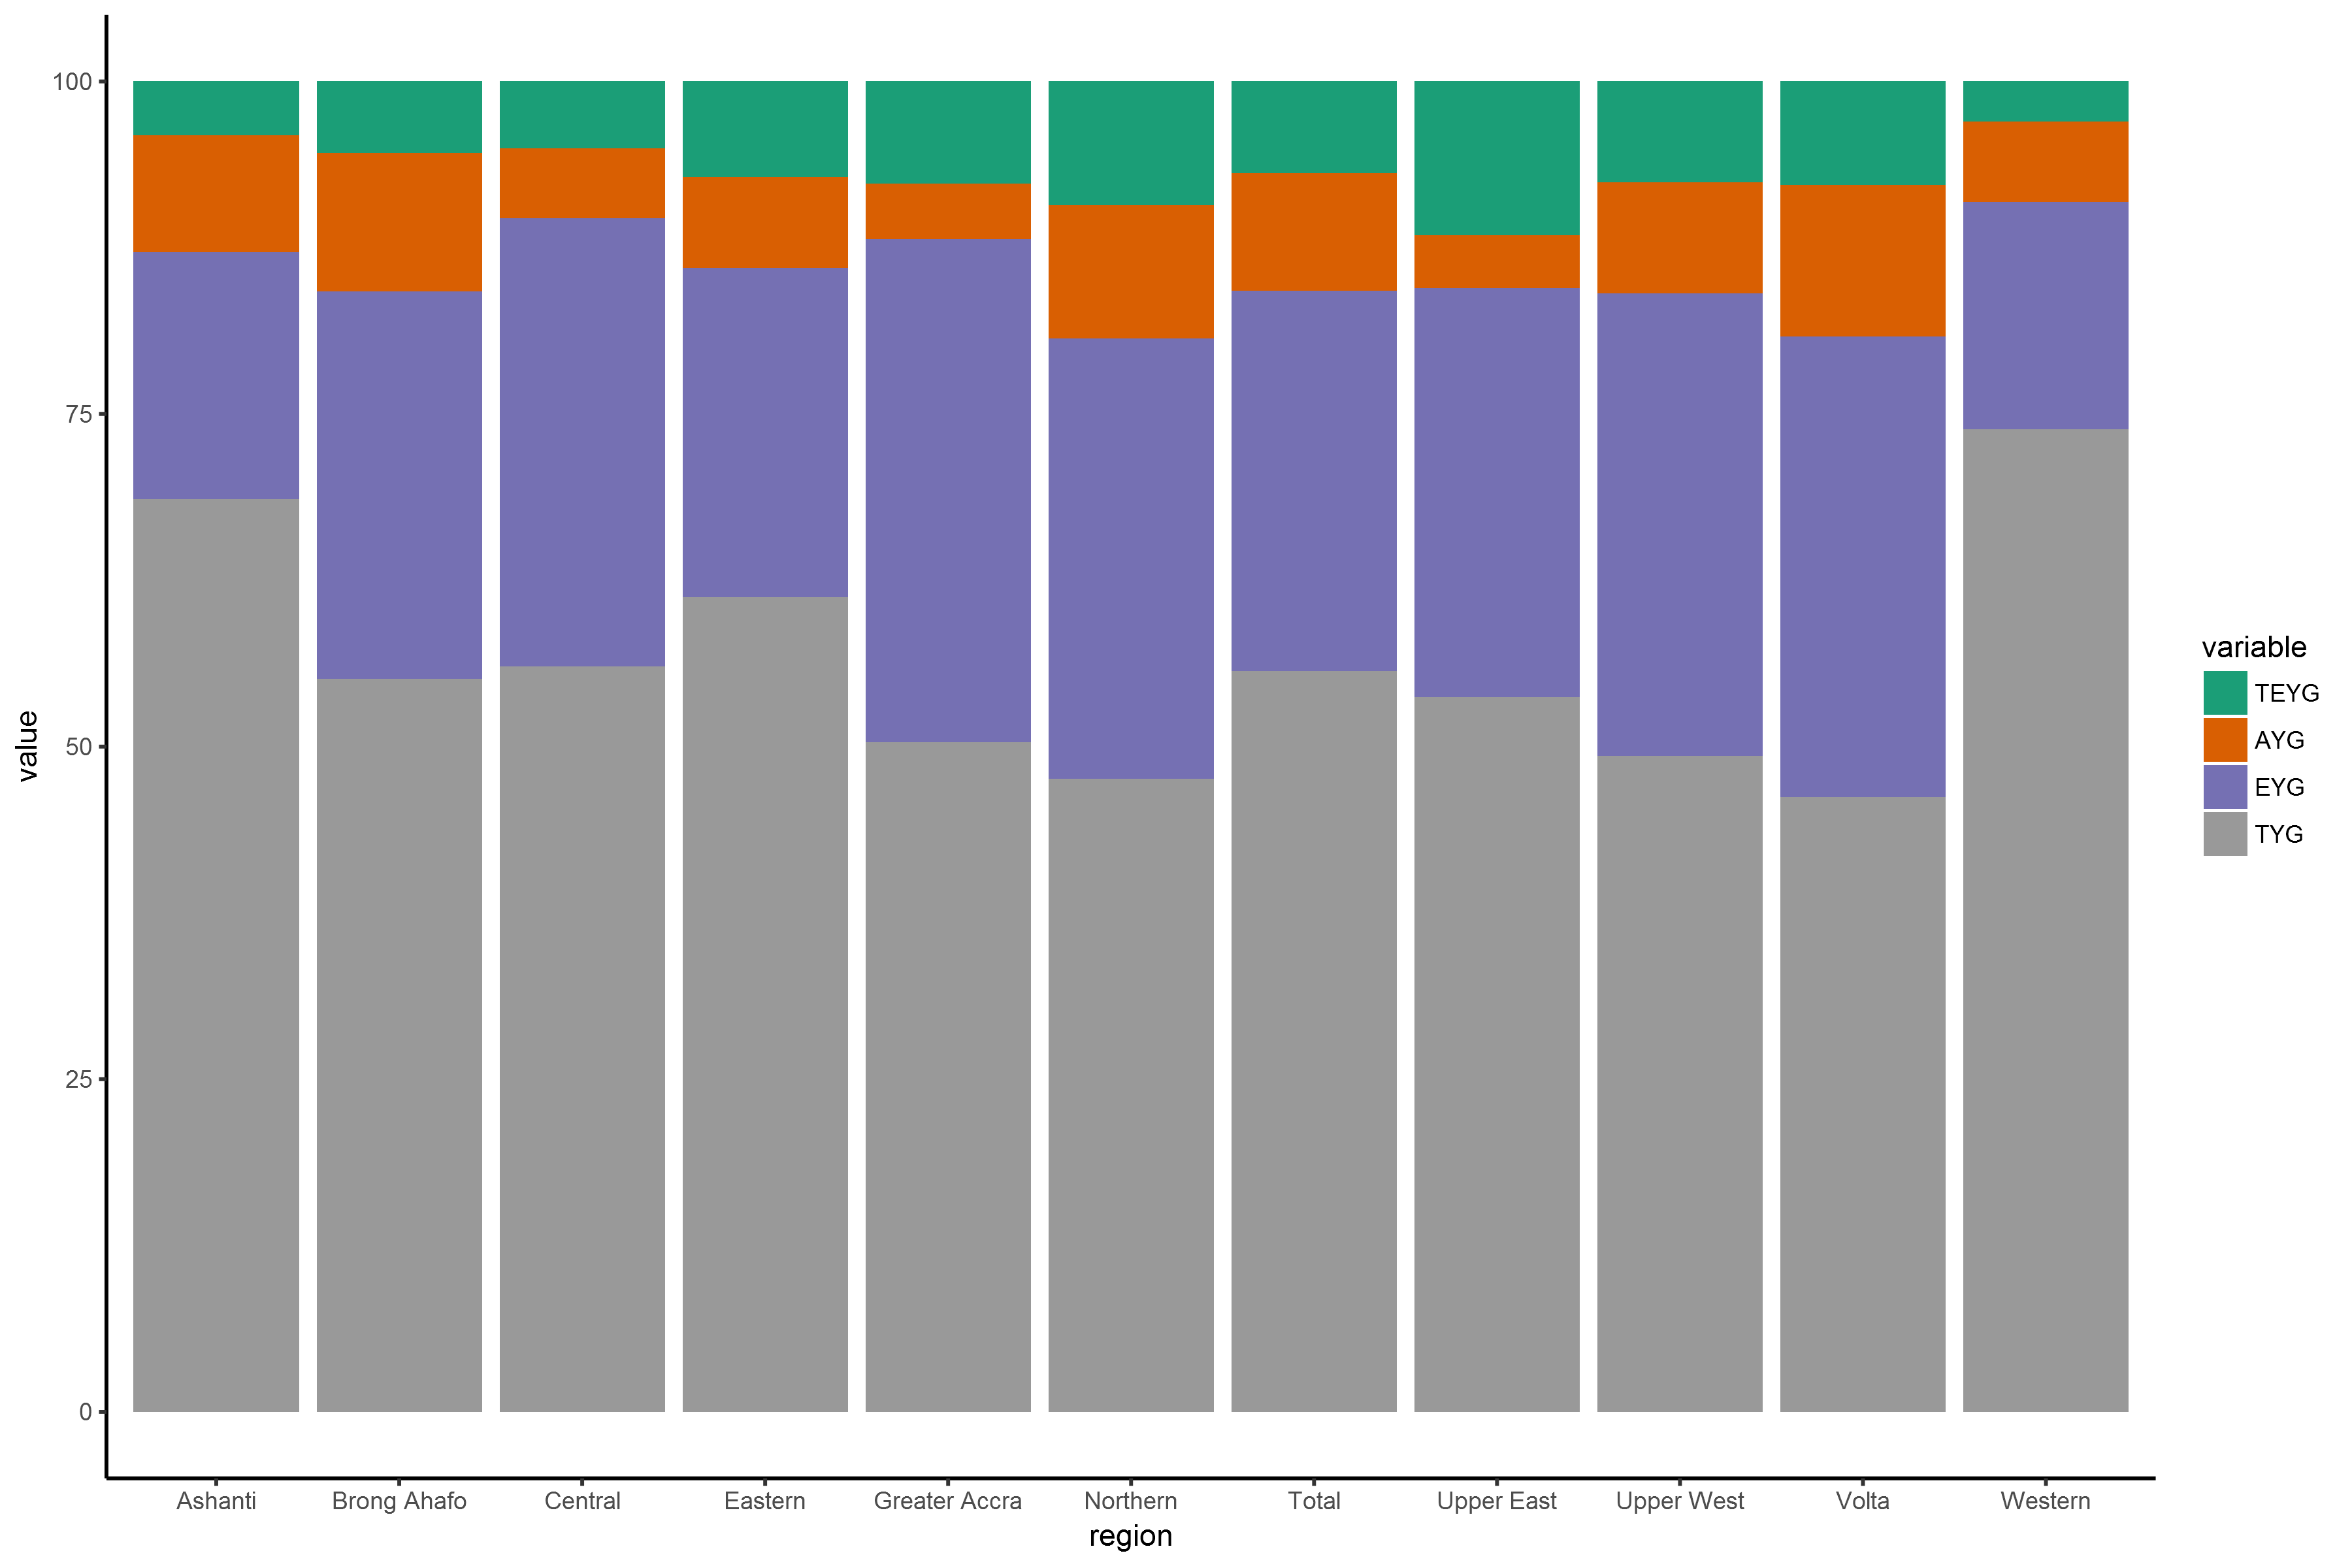 100
75
50
25
0
value
Ashanti Brong Ahafo Central Eastern Greater Accra Northern Total Upper East Upper West Volta Western
region
variable
TEYG
AYG
EYG
TYG